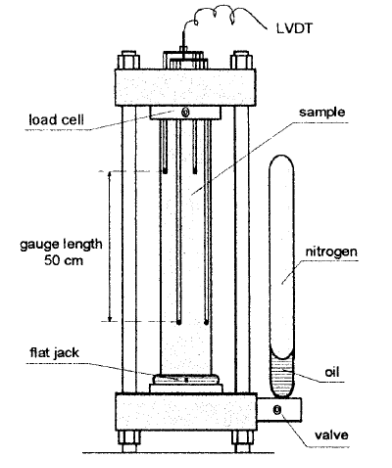 LVDT
load cell
sample
gauge length
50 cm
nitrogen
flat jack
oil
valve